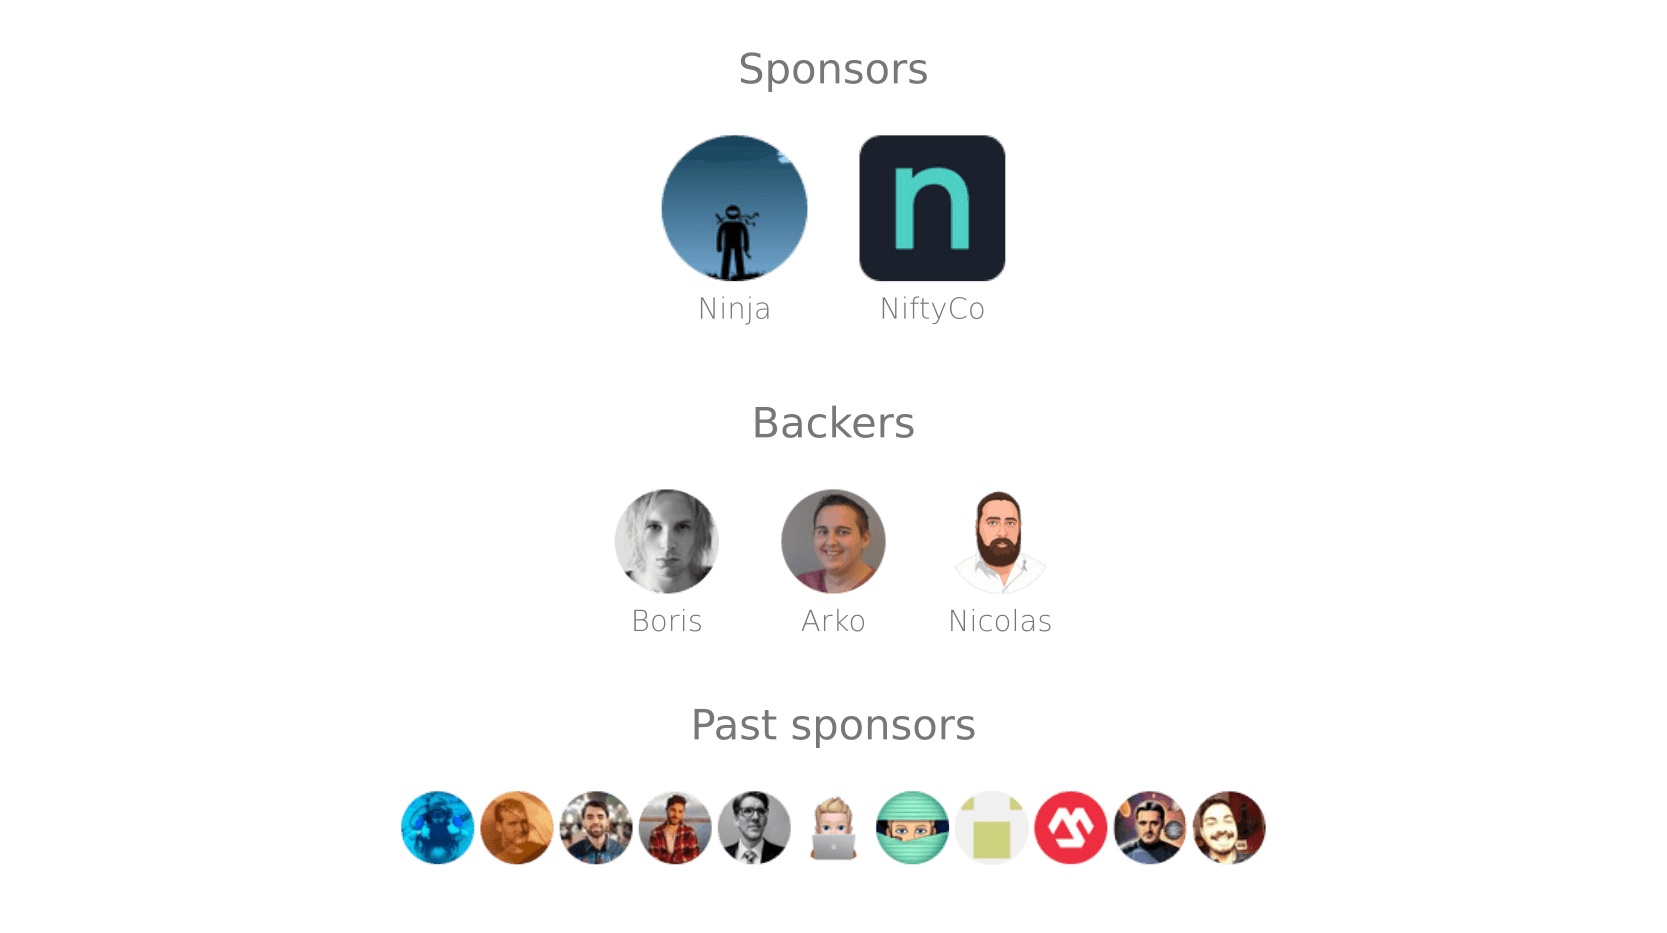 Sponsors
n
Ninja
NiftyCo
Backers
Boris
Arko
Nicolas
Past sponsors